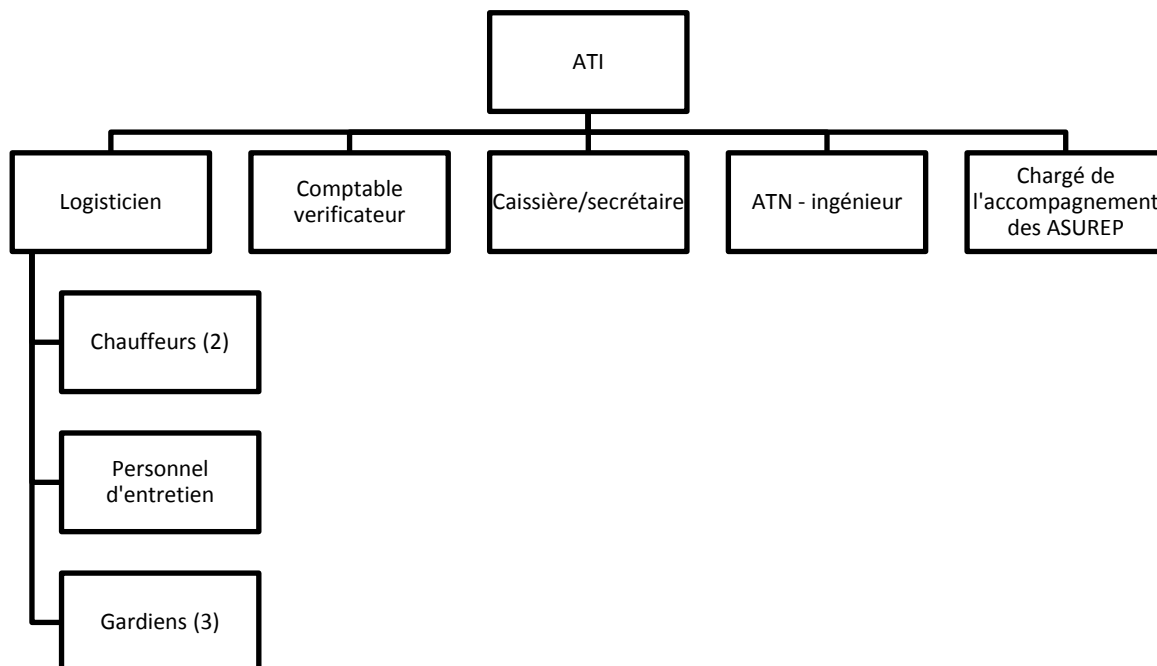 ATI
Logisticien
Comptable
verificateur
Caissière/secrétaire
ATN - ingénieur
Chargé de
l'accompagnement
des ASUREP
Chauffeurs (2)
Personnel
d'entretien
Gardiens (3)